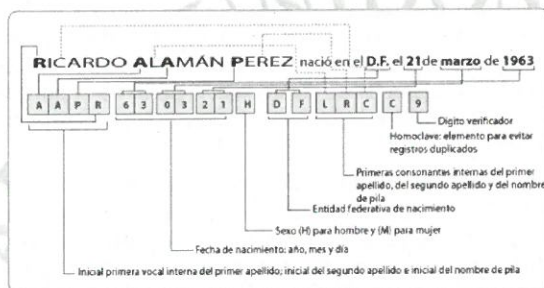 RICARDO ALAMÁN PEREZ nació en el D.F. el 21 de marzo de 1963
A A P R 6 3 0 3 2 1 H D F L R C C 9
Digito verificador
Homoclave: elemento para evitar
registros duplicados
Primeras consonantes internas del primer
apellido, del segundo apellido y del nombre
de pila
Entidad federativa de nacimiento
Sexo (H) para hombre y (M) para mujer
Fecha de nacimiento: año, mes y día
Inicial primera vocal interna del primer apellido; inicial del segundo apellido e inicial del nombre de pila